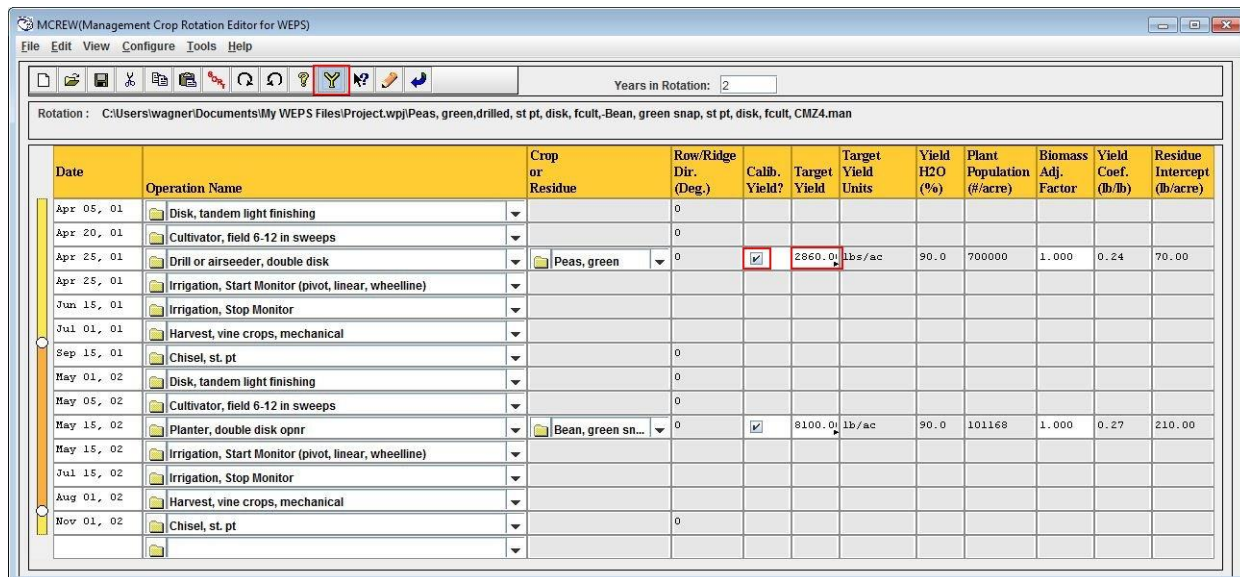 MCREW(Management Crop Rotation Editor for WEPS)
File Edit View Configure Tools Help
Years in Rotation: 2
Rotation : C:\Users\wagner\Documents\My WEPS Files\Project.wpj\Peas, green,drilled, st pt, disk, fcult,-Bean, green snap, st pt, disk, fcult, CMZ4.man
Date Operation Name Crop or Residue Row/Ridge Dir. (Deg.) Calib. Yield? Target Yield Target Yield Units Yield H2O (%) Plant Population (#/acre) Biomass Adj. Factor Yield Coef. (lb/lb) Residue Intercept (lb/acre)
Apr 05, 01 Disk, tandem light finishing 0
Apr 20, 01 Cultivator, field 6-12 in sweeps 0
Apr 25, 01 Drill or airseeder, double disk Peas, green 0 2860.0 lbs/ac 90.0 700000 1.000 0.24 70.00
Apr 25, 01 Irrigation, Start Monitor (pivot, linear, wheelline)
Jun 15, 01 Irrigation, Stop Monitor
Jul 01, 01 Harvest, vine crops, mechanical
Sep 15, 01 Chisel, st. pt 0
May 01, 02 Disk, tandem light finishing 0
May 05, 02 Cultivator, field 6-12 in sweeps 0
May 15, 02 Planter, double disk opnr Bean, green sn... 0 8100.0 lb/ac 90.0 101168 1.000 0.27 210.00
May 15, 02 Irrigation, Start Monitor (pivot, linear, wheelline)
Jul 15, 02 Irrigation, Stop Monitor
Aug 01, 02 Harvest, vine crops, mechanical
Nov 01, 02 Chisel, st. pt 0